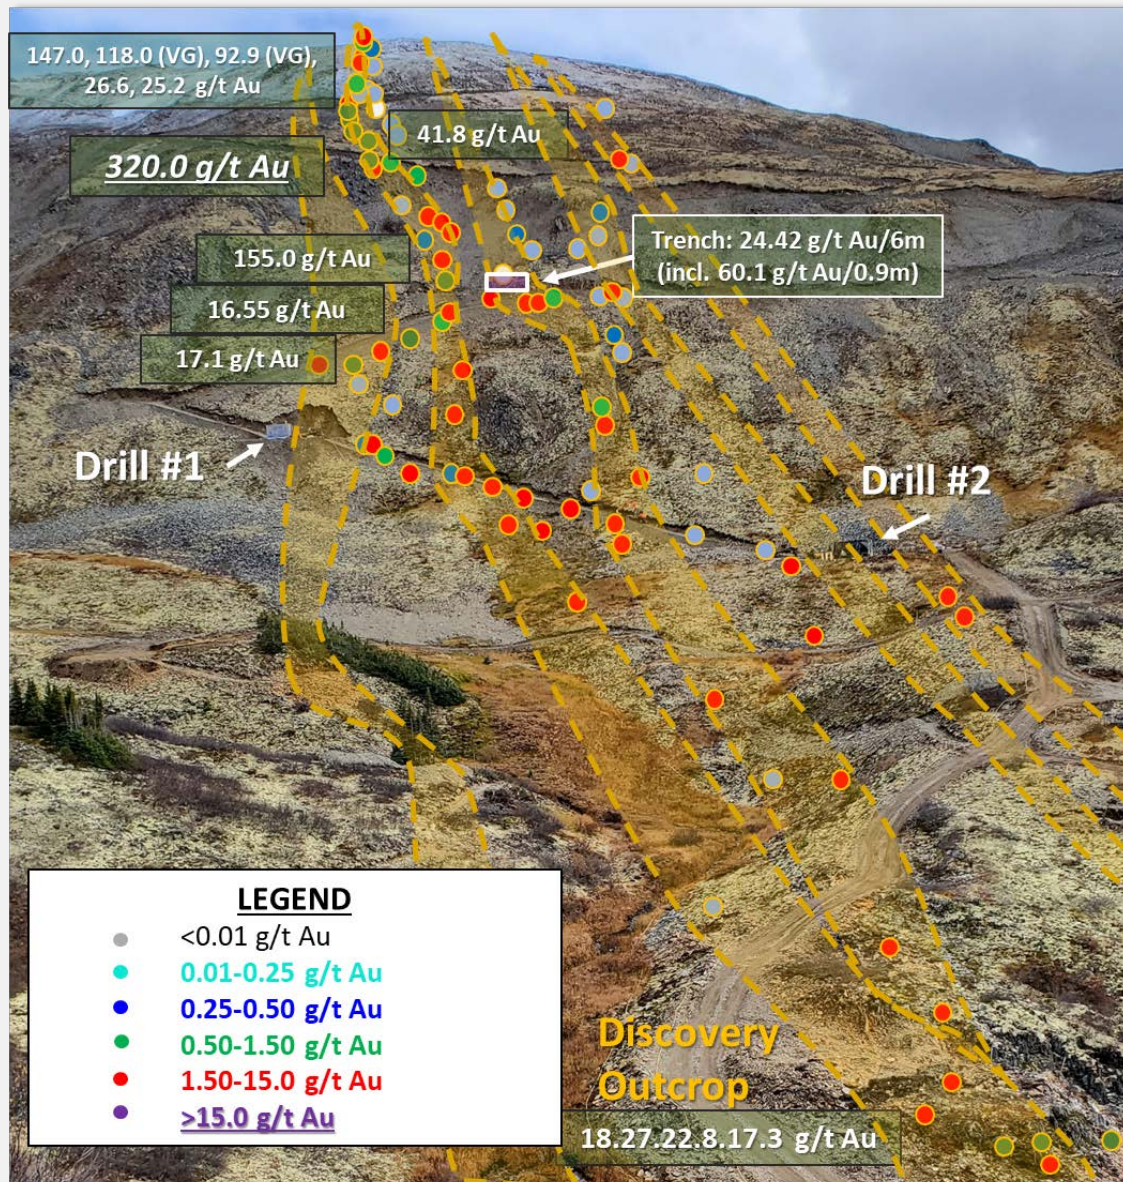 147.0, 118.0 (VG), 92.9 (VG),
26.6, 25.2 g/t Au
41.8 g/t Au
320.0 g/t Au
Trench: 24.42 g/t Au/6m
(incl. 60.1 g/t Au/0.9m)
155.0 g/t Au
16.55 g/t Au
17.1 g/t Au
Drill #1
Drill #2
LEGEND
<0.01 g/t Au
0.01-0.25 g/t Au
0.25-0.50 g/t Au
0.50-1.50 g/t Au
1.50-15.0 g/t Au
>15.0 g/t Au
Discovery
Outcrop
18.27.22.8.17.3 g/t Au